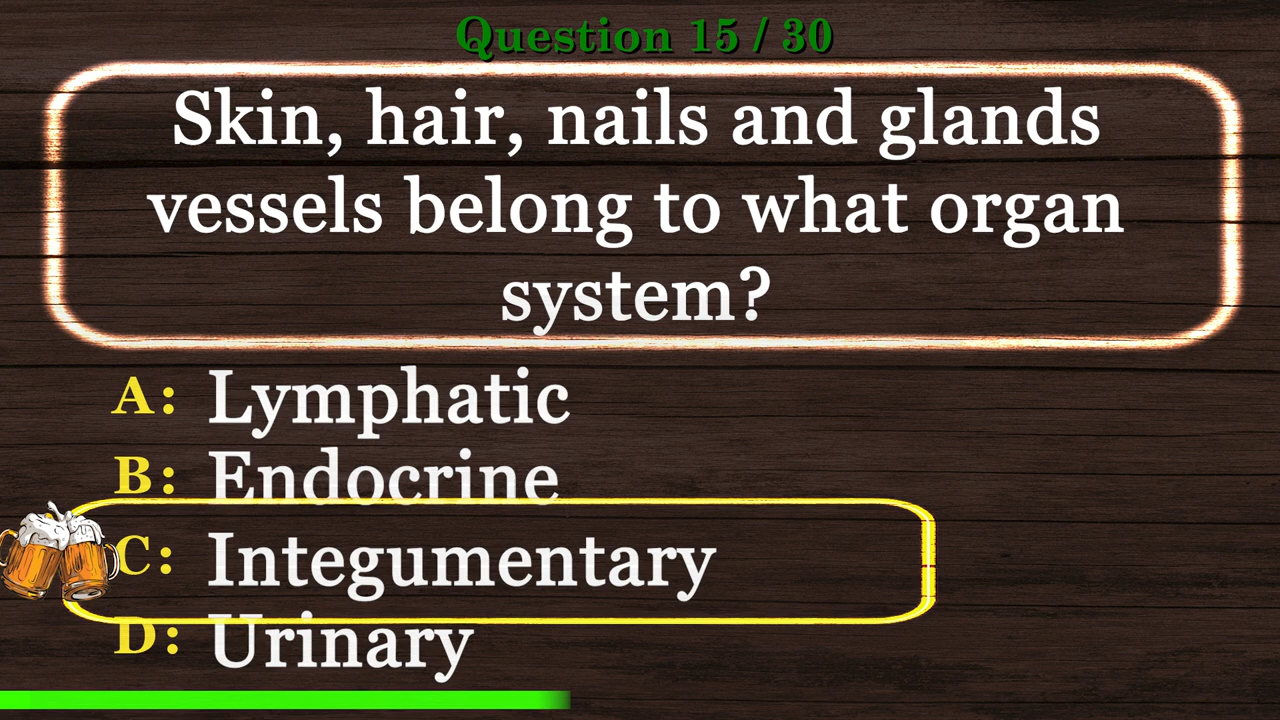 Question 15 / 30
Skin, hair, nails and glands
vessels belong to what organ
system?
A: Lymphatic
B: Endocrine
C: Integumentary
D: Urinary